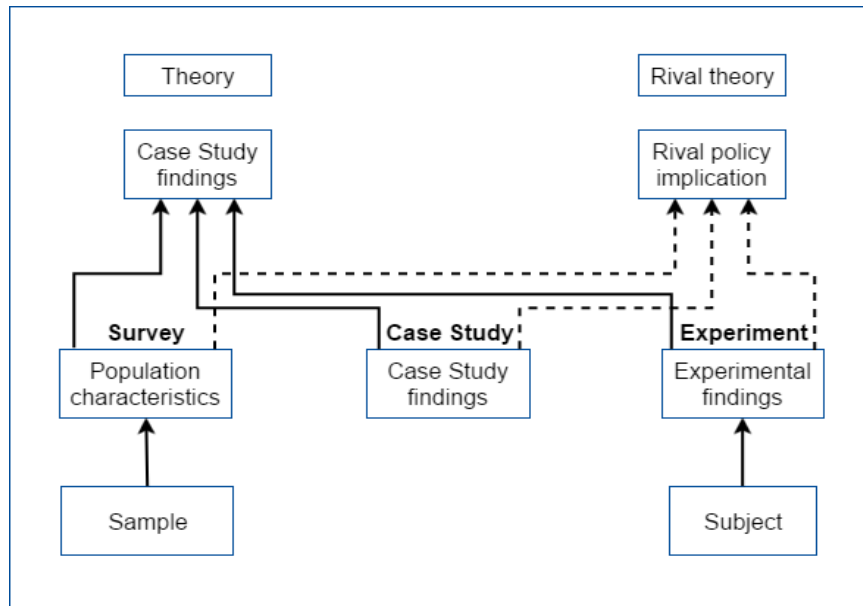 Theory
Rival theory
Case Study
findings
Rival policy
implication
Survey
Case Study
Experiment
Population
characteristics
Case Study
findings
Experimental
findings
Sample
Subject